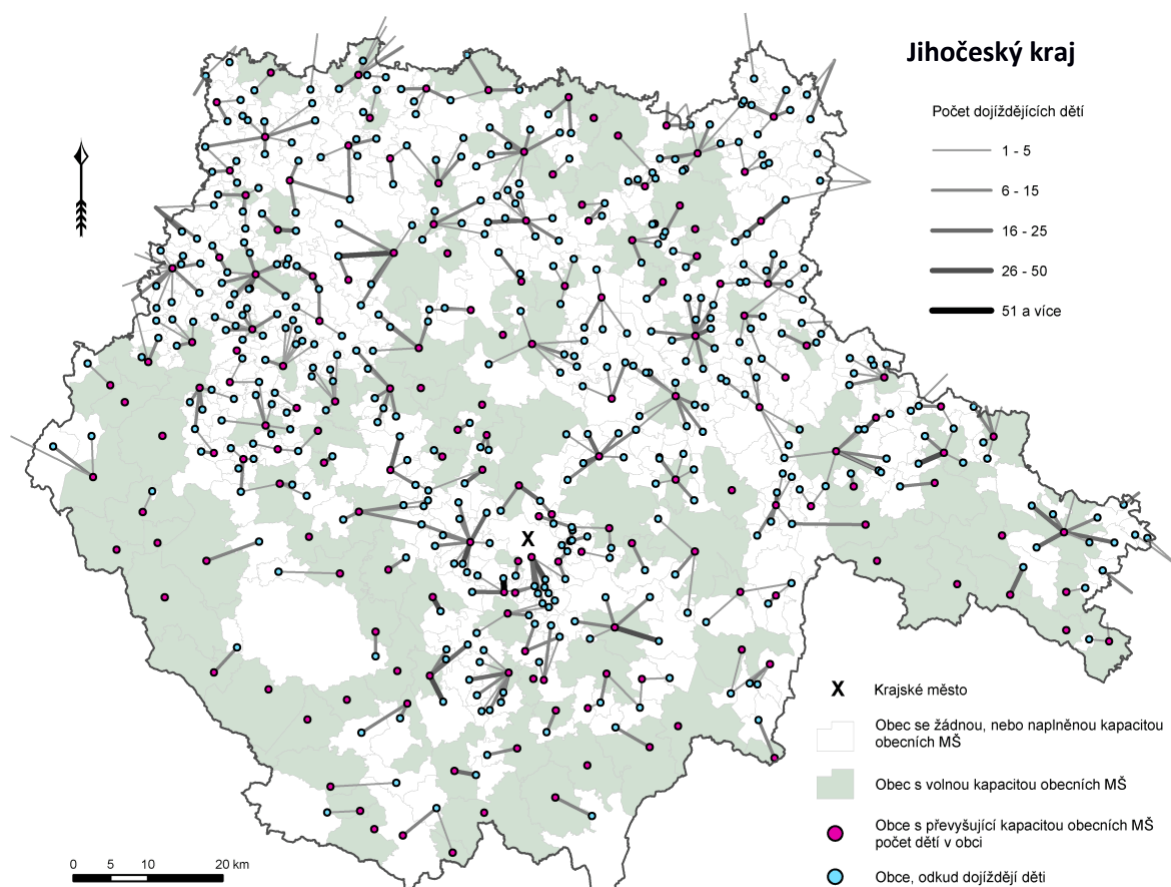 Jihočeský kraj
Počet dojíždějících dětí
1 - 5
6 - 15
16 - 25
26 - 50
51 a více
X
X Krajské město
Obec se žádnou, nebo naplněnou kapacitou
obecních MŠ
Obec s volnou kapacitou obecních MŠ
Obce s převyšující kapacitou obecních MŠ
počet dětí v obci
Obce, odkud dojíždějí děti
0 5 10 20 km